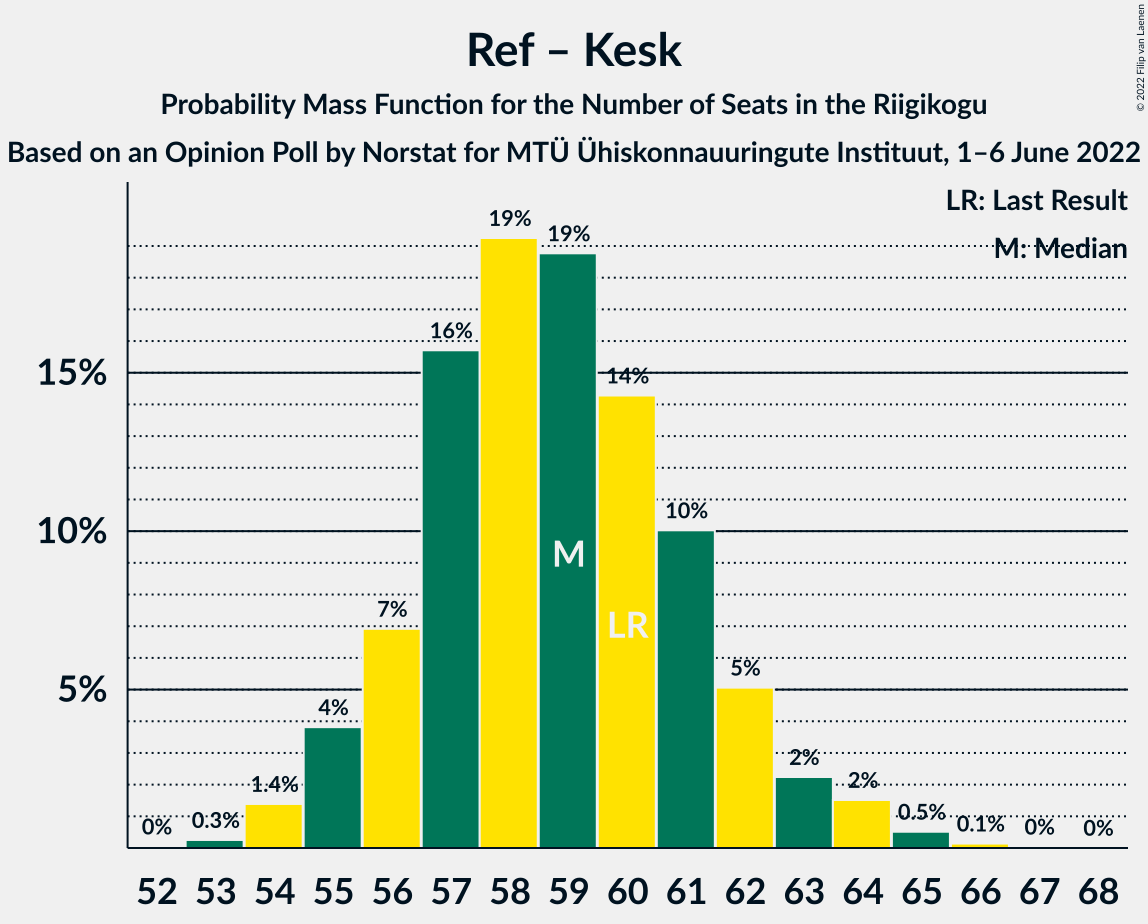 Ref – Kesk
Probability Mass Function for the Number of Seats in the Riigikogu
Based on an Opinion Poll by Norstat for MTÜ Ühiskonnauuringute Instituut, 1–6 June 2022
© 2022 Filip van Laenen
LR: Last Result
M: Median
15%
10%
5%
0%
0.3%
1.4%
4%
7%
16%
19%
19%
14%
10%
5%
2%
2%
0.5%
0.1%
0%
0%
M
LR
52 53 54 55 56 57 58 59 60 61 62 63 64 65 66 67 68